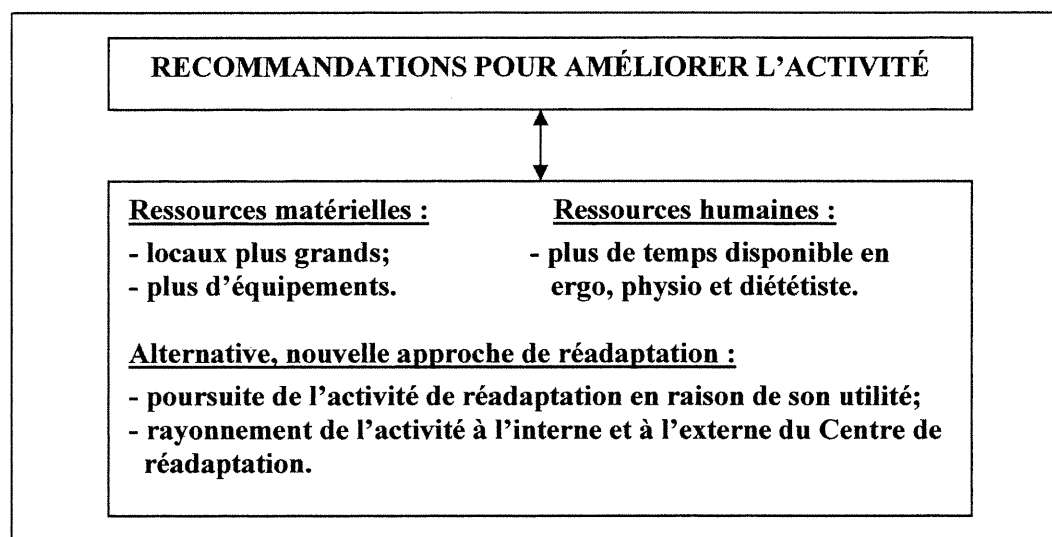 RECOMMANDATIONS POUR AMÉLIORER L'ACTIVITÉ
Ressources matérielles :
- locaux plus grands;
- plus d'équipements.
Ressources humaines :
- plus de temps disponible en
ergo, physio et diététiste.
Alternative, nouvelle approche de réadaptation :
- poursuite de l'activité de réadaptation en raison de son utilité;
- rayonnement de l'activité à l'interne et à l'externe du Centre de
réadaptation.